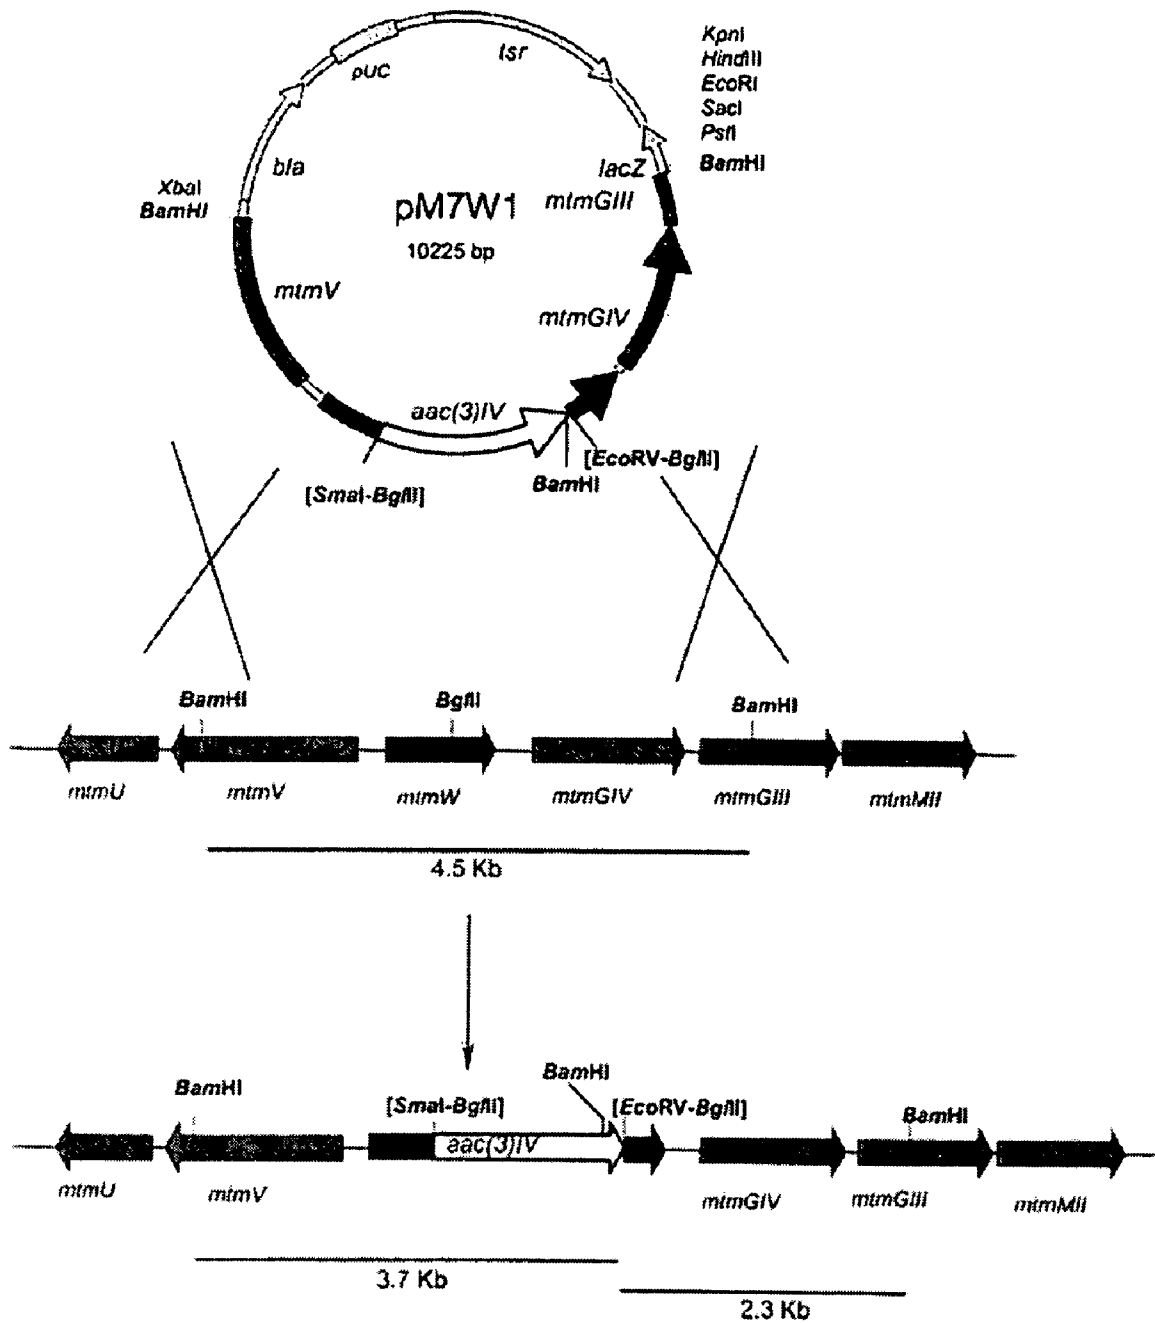 tsr
pUC
KpnI
HindIII
EcoRI
SacI
PstI
BamHI
lacZ
bla
XbaI
BamHI
pM7W1
10225 bp
mtmGIII
mtmV
mtmGIV
aac(3)IV
[SmaI-BglII]
BamHI
[EcoRV-BglII]
BamHI
BglII
BamHI
mtmU
mtmV
mtmW
mtmGIV
mtmGIII
mtmMII
4.5 Kb
BamHI
[SmaI-BglII]
BamHI
[EcoRV-BglII]
BamHI
aac(3)IV
mtmU
mtmV
mtmGIV
mtmGIII
mtmMII
3.7 Kb
2.3 Kb